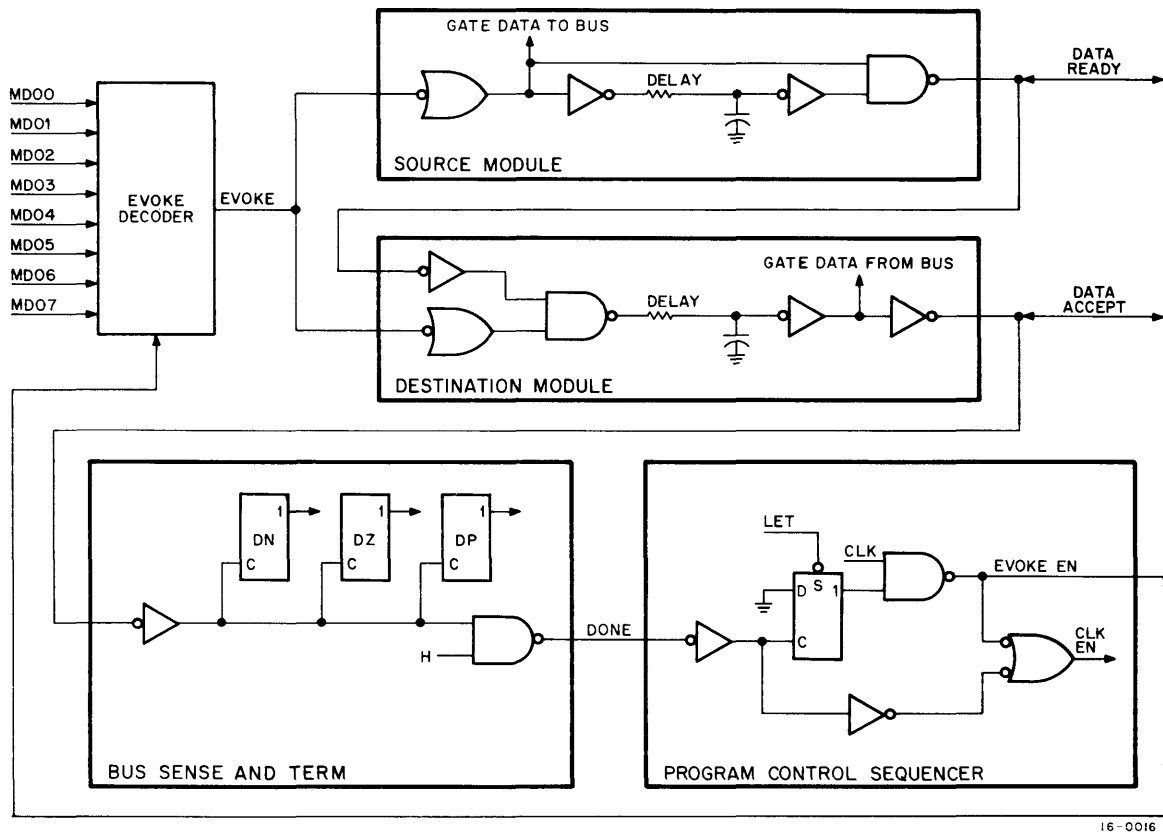 GATE DATA TO BUS
DELAY
DATA
READY
SOURCE MODULE
MD00
MD01
MD02
MD03
MD04
MD05
MD06
MD07
EVOKE
DECODER
EVOKE
GATE DATA FROM BUS
DELAY
DATA
ACCEPT
DESTINATION MODULE
1
DN
C
1
DZ
C
1
DP
C
H
DONE
BUS SENSE AND TERM
LET
CLK
D
S
1
C
EVOKE EN
CLK
EN
PROGRAM CONTROL SEQUENCER
16-0016